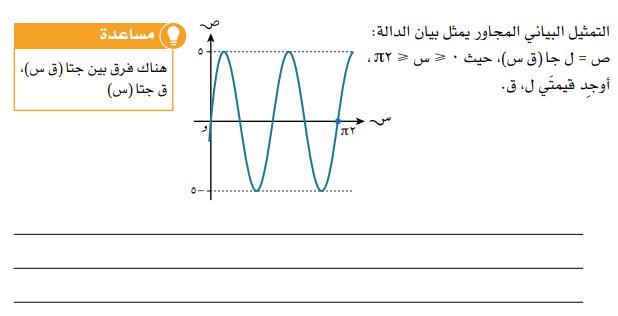 التمثيل البياني المجاور يمثل بيان الدالة:
ص = ل جا(ق س)، حيث ٠ ⩽ س ⩽ ٢π،
أوجِد قيمتَي ل، ق.
ص
٥
و
٢π
س
−٥
مساعدة
هناك فرق بين جتا(ق س)،
ق جتا(س)